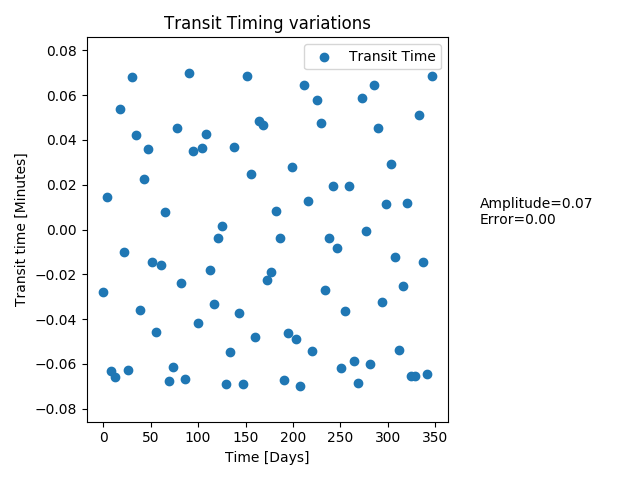 Transit Timing variations
Transit Time
Transit time [Minutes]
0.08
0.06
0.04
0.02
0.00
−0.02
−0.04
−0.06
−0.08
0 50 100 150 200 250 300 350
Time [Days]
Amplitude=0.07
Error=0.00